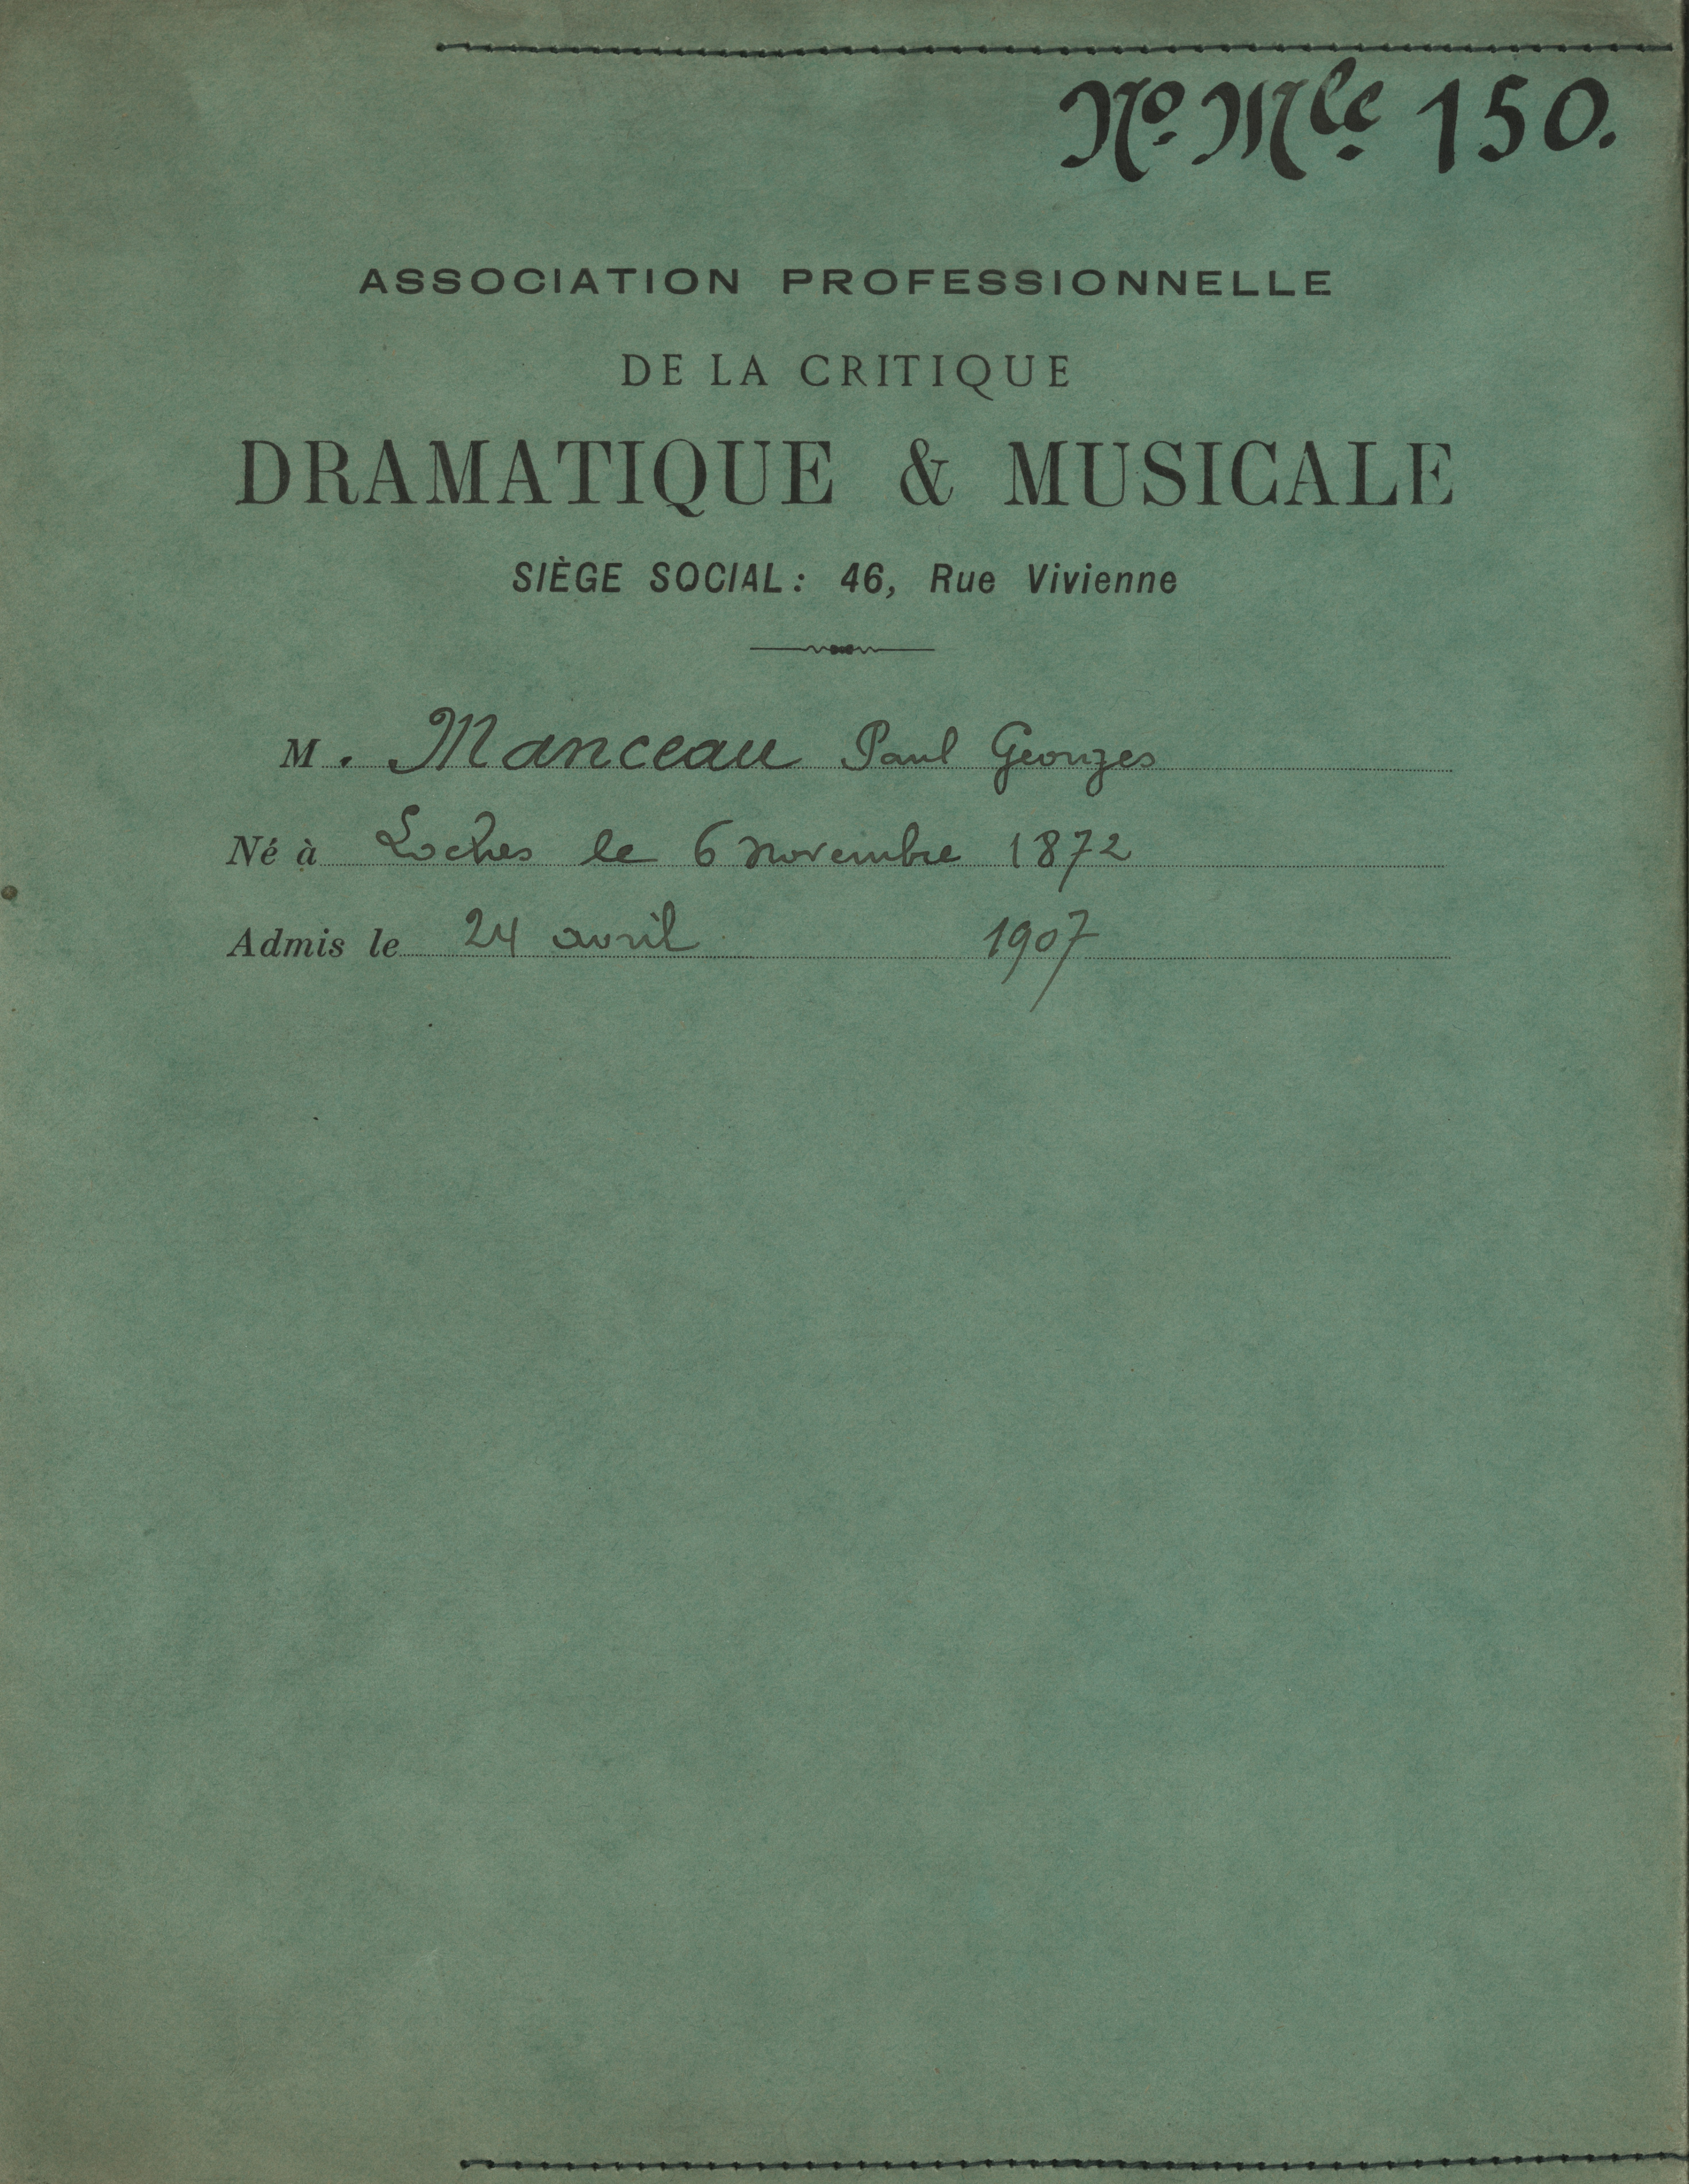 No Mle 150.
ASSOCIATION PROFESSIONNELLE
DE LA CRITIQUE
DRAMATIQUE & MUSICALE
SIÈGE SOCIAL: 46, Rue Vivienne
M. Manceau Paul Georges
Né à Loches le 6 novembre 1872
Admis le 24 avril 1907